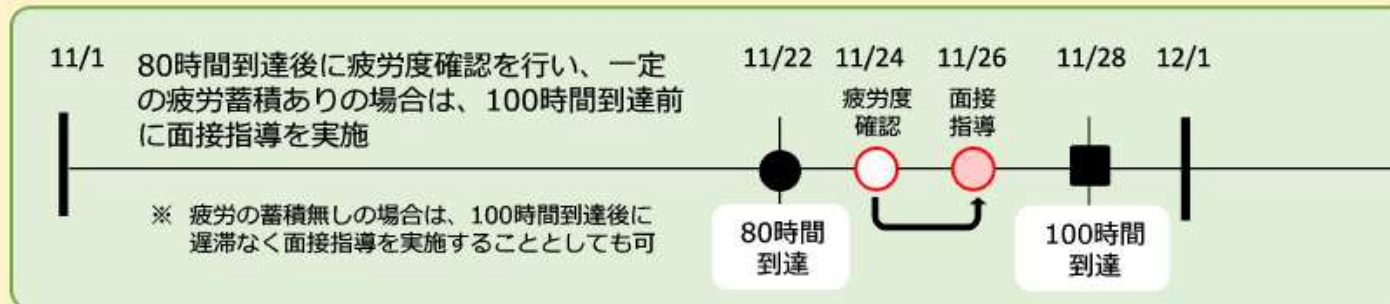 11/1
80時間到達後に疲労度確認を行い、一定
の疲労蓄積ありの場合は、100時間到達前
に面接指導を実施
※ 疲労の蓄積無しの場合は、100時間到達後に
遅滞なく面接指導を実施することとしても可
11/22 11/24 11/26 11/28 12/1
疲労度
確認
面接
指導
80時間
到達
100時間
到達